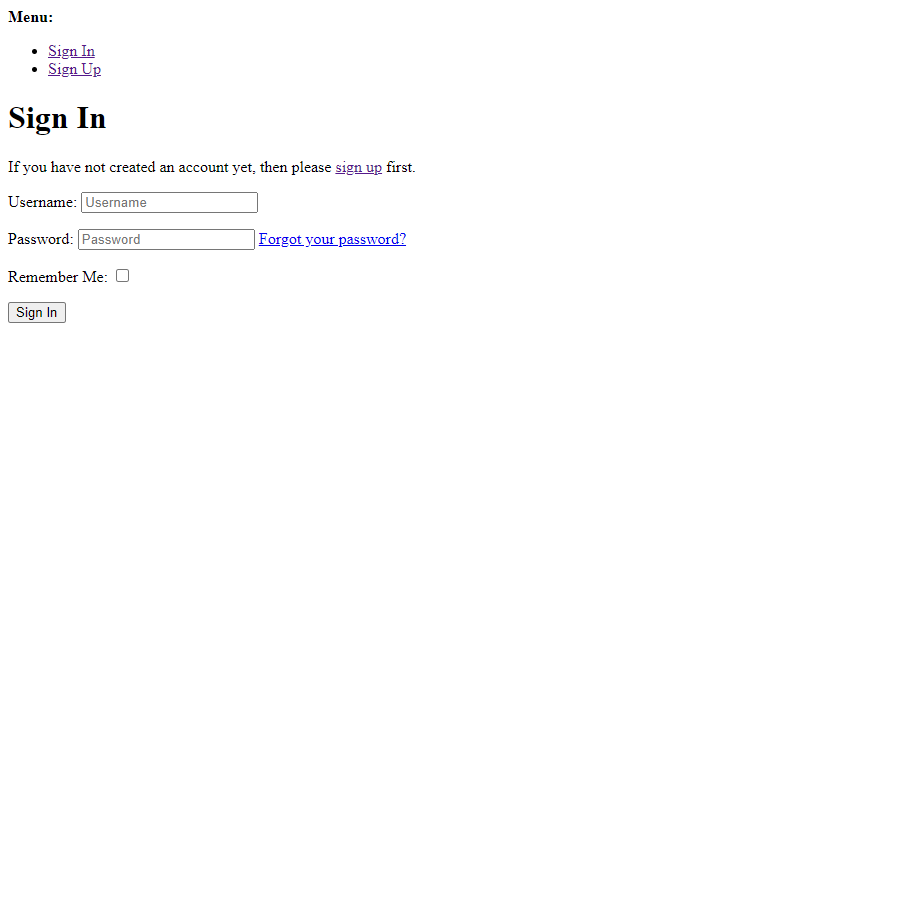 Menu:
Sign In
Sign Up
Sign In
If you have not created an account yet, then please sign up first.
Username: Username
Password: Password Forgot your password?
Remember Me:
Sign In